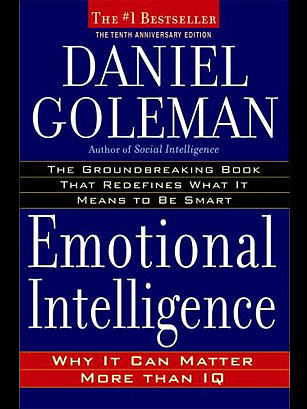 The #1 Bestseller
The Tenth Anniversary Edition
DANIEL
GOLEMAN
Author of Social Intelligence
The Groundbreaking Book
That Redefines What It
Means to Be Smart
Emotional
Intelligence
Why It Can Matter
More than IQ